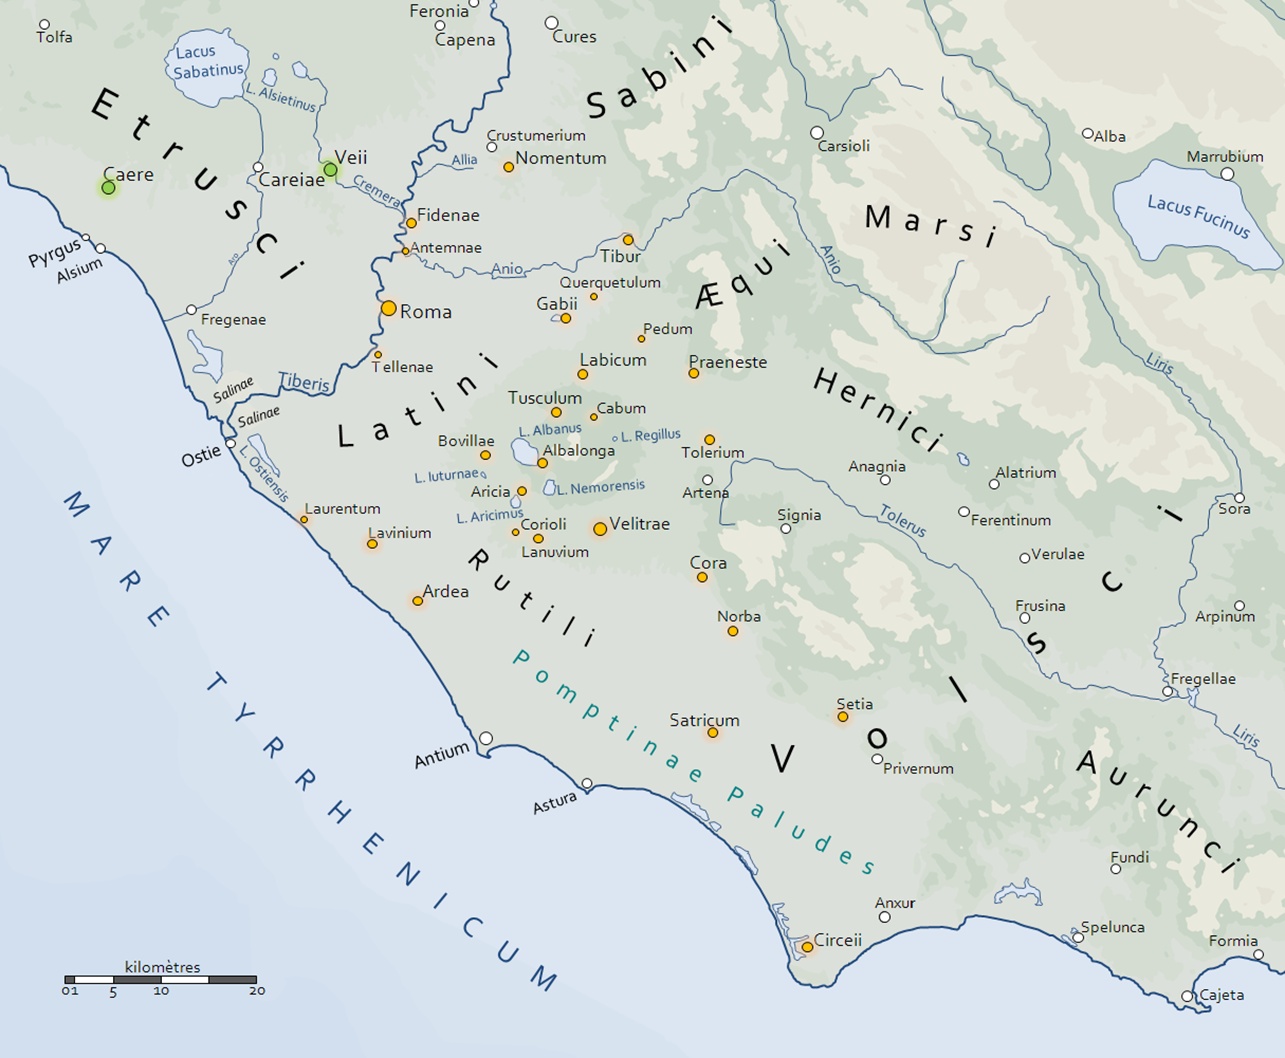 Feronia
Capena
Cures
Tolfa
Lacus
Sabatinus
L. Alsietinus
Sabini
Etrusci
Crustumerium
Nomentum
Allia
Carsioli
Alba
Marrubium
Lacus Fucinus
Veii
Caere
Careiae
Cremera
Fidenae
Antemnae
Marsi
Pyrgus
Alsium
Aro
Anio
Tibur
Anio
Æqui
Querquetulum
Gabii
Fregenae
Roma
Pedum
Tellenae
Labicum
Praeneste
Liris
Salinae
Tiberis
Salinae
Latini
Hernici
Tusculum
Cabum
L. Albanus
L. Regillus
Bovillae
Albalonga
Tolerium
Ostie
L. Ostiensis
L. Iuturnae
Aricia
L. Nemorensis
Artena
Anagnia
Alatrium
Laurentum
L. Aricimus
Corioli
Velitrae
Signia
Tolerus
Ferentinum
Sora
Lavinium
Lanuvium
Verulae
Cora
Ardea
Rutili
Norba
Frusina
Arpinum
MARE TYRRHENICUM
Pomptinae Paludes
Volsci
Fregellae
Setia
Satricum
Liris
Antium
Privernum
Aurunci
Astura
Fundi
Anxur
Spelunca
Circeii
Formia
Cajeta
kilomètres
0 1 5 10 20